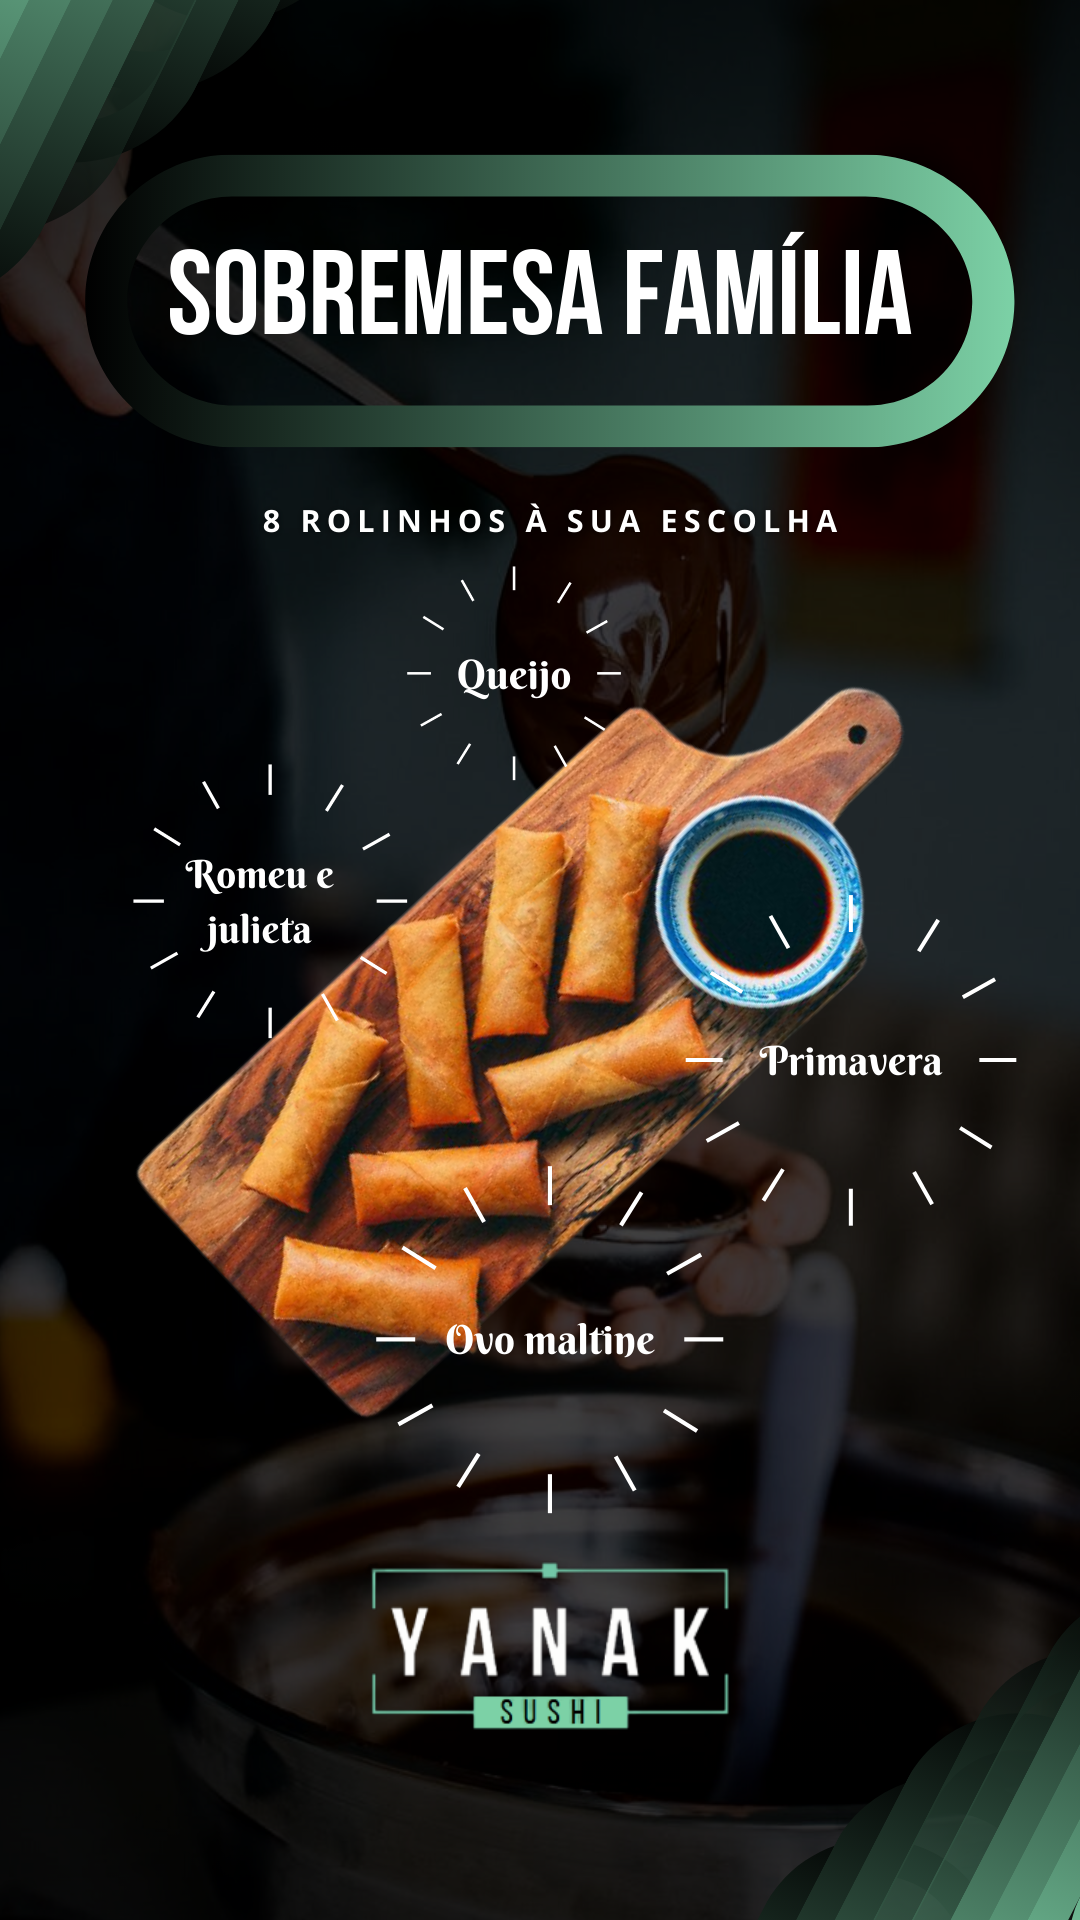 SOBREMESA FAMÍLIA
8 ROLINHOS À SUA ESCOLHA
Queijo
Romeu e
julieta
Primavera
Ovo maltine
YANAK
SUSHI